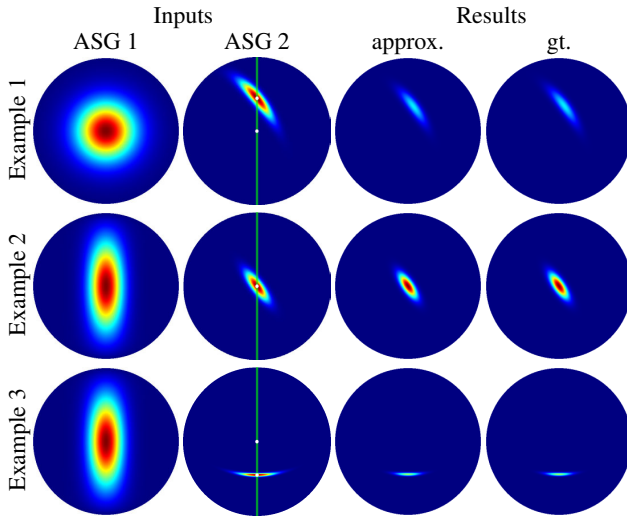 Inputs Results
ASG 1 ASG 2 approx. gt.
Example 1
Example 2
Example 3